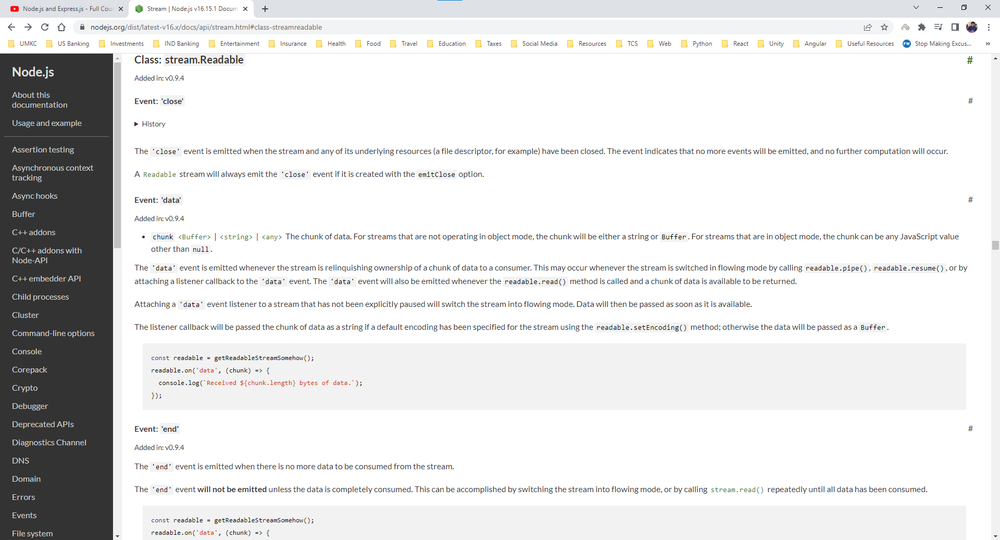 Node.js and Express.js - Full Cour
Stream | Node.js v16.15.1 Docum
nodejs.org/dist/latest-v16.x/docs/api/stream.html#class-streamreadable
UMKC US Banking Investments IND Banking Entertainment Insurance Health Food Travel Education Taxes Social Media Resources TCS Web Python React Unity Angular Useful Resources FW Stop Making Excus... »
Node.js
About this
documentation
Usage and example
Assertion testing
Asynchronous context
tracking
Async hooks
Buffer
C++ addons
C/C++ addons with
Node-API
C++ embedder API
Child processes
Cluster
Command-line options
Console
Corepack
Crypto
Debugger
Deprecated APIs
Diagnostics Channel
DNS
Domain
Errors
Events
File system
Class: stream.Readable #
Added in: v0.9.4
Event: 'close' #
History
The 'close' event is emitted when the stream and any of its underlying resources (a file descriptor, for example) have been closed. The event indicates that no more events will be emitted, and no further computation will occur.
A Readable stream will always emit the 'close' event if it is created with the emitClose option.
Event: 'data' #
Added in: v0.9.4
• chunk <Buffer> | <string> | <any> The chunk of data. For streams that are not operating in object mode, the chunk will be either a string or Buffer. For streams that are in object mode, the chunk can be any JavaScript value
other than null.
The 'data' event is emitted whenever the stream is relinquishing ownership of a chunk of data to a consumer. This may occur whenever the stream is switched in flowing mode by calling readable.pipe(), readable.resume(), or by
attaching a listener callback to the 'data' event. The 'data' event will also be emitted whenever the readable.read() method is called and a chunk of data is available to be returned.
Attaching a 'data' event listener to a stream that has not been explicitly paused will switch the stream into flowing mode. Data will then be passed as soon as it is available.
The listener callback will be passed the chunk of data as a string if a default encoding has been specified for the stream using the readable.setEncoding() method; otherwise the data will be passed as a Buffer.
const readable = getReadableStreamSomehow();
readable.on('data', (chunk) => {
  console.log(`Received ${chunk.length} bytes of data.`);
});
Event: 'end' #
Added in: v0.9.4
The 'end' event is emitted when there is no more data to be consumed from the stream.
The 'end' event will not be emitted unless the data is completely consumed. This can be accomplished by switching the stream into flowing mode, or by calling stream.read() repeatedly until all data has been consumed.
const readable = getReadableStreamSomehow();
readable.on('data', (chunk) => {